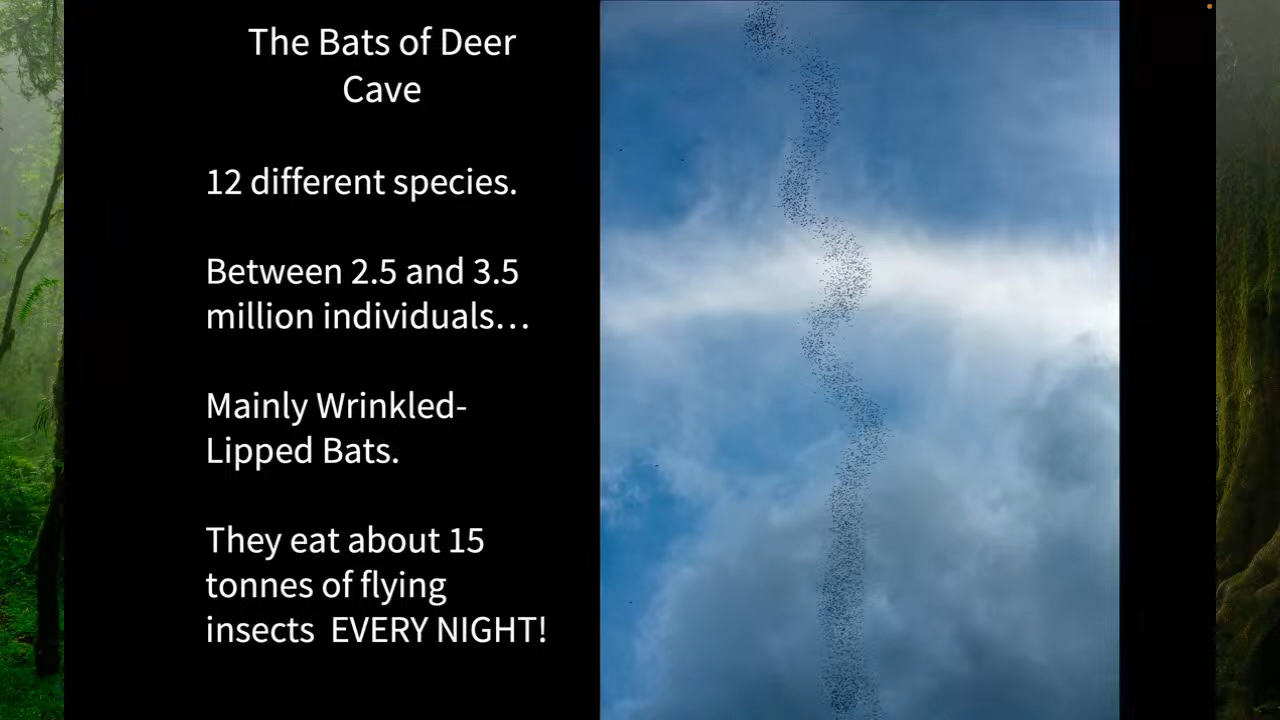 The Bats of Deer
Cave
12 different species.
Between 2.5 and 3.5
million individuals…
Mainly Wrinkled-
Lipped Bats.
They eat about 15
tonnes of flying
insects  EVERY NIGHT!